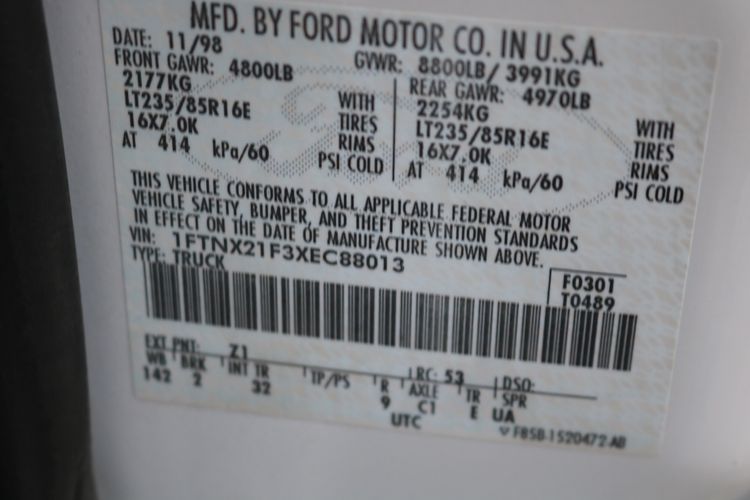 MFD. BY FORD MOTOR CO. IN U.S.A.
DATE: 11/98 GVWR: 8800LB/ 3991KG
FRONT GAWR: 4800LB REAR GAWR: 4970LB
2177KG WITH 2254KG WITH
LT235/85R16E TIRES LT235/85R16E TIRES
16X7.0K RIMS 16X7.0K RIMS
AT 414 kPa/60 PSI COLD AT 414 kPa/60 PSI COLD
THIS VEHICLE CONFORMS TO ALL APPLICABLE FEDERAL MOTOR
VEHICLE SAFETY, BUMPER, AND THEFT PREVENTION STANDARDS
IN EFFECT ON THE DATE OF MANUFACTURE SHOWN ABOVE.
VIN: 1FTNX21F3XEC88013
TYPE: TRUCK
F0301
T0489
EXT PNT: Z1 RC: 53 DSO:
WB BRK INT TR TP/PS R AXLE TR SPR
142 2 32 9 C1 E UA
UTC
F85B-1520472-AB